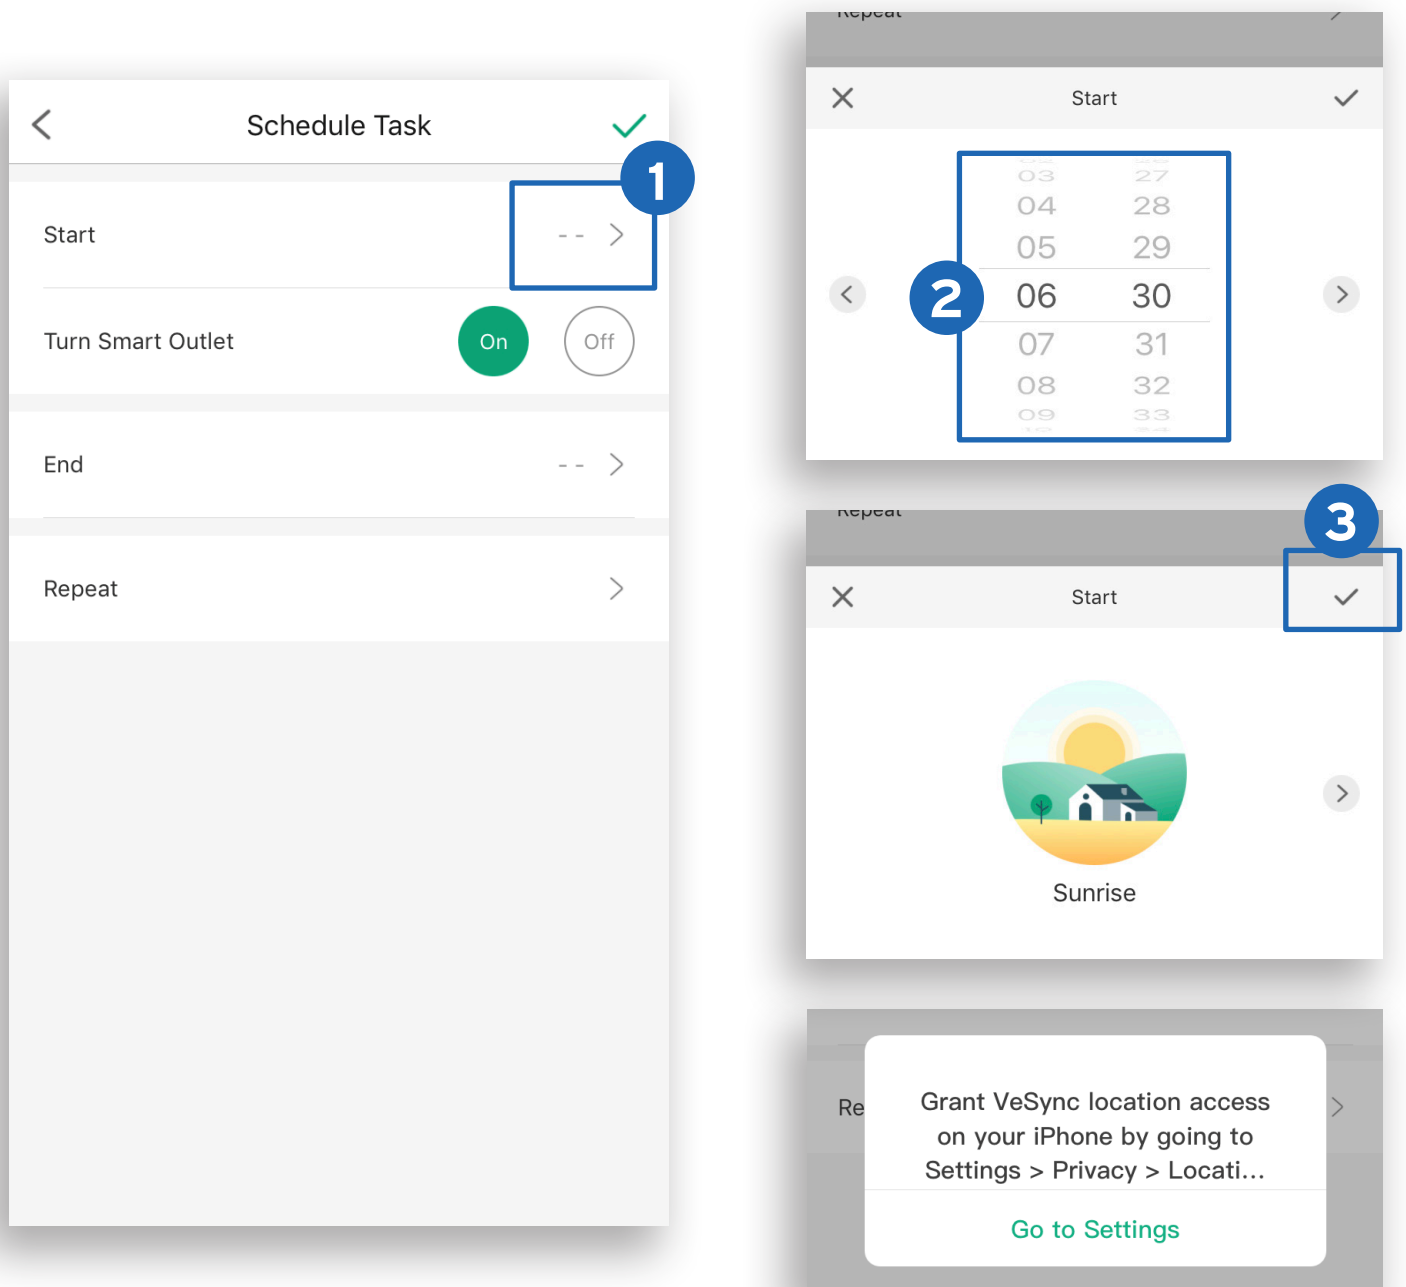 Schedule Task
1
Start
- -
Turn Smart Outlet
On
Off
End
- -
Repeat
Repeat
Start
03 27
04 28
05 29
2
06 30
07 31
08 32
09 33
Repeat
3
Start
Sunrise
Re
Grant VeSync location access
on your iPhone by going to
Settings > Privacy > Locati...
Go to Settings